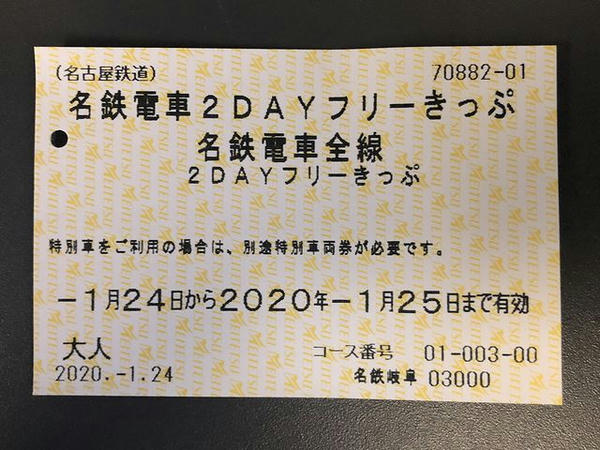 (名古屋鉄道) 70882-01
名鉄電車2DAYフリーきっぷ
名鉄電車全線
2DAYフリーきっぷ
特別車をご利用の場合は、別途特別車両券が必要です。
-1月24日から2020年-1月25日まで有効
大人 コース番号 01-003-00
2020.-1.24 名鉄岐阜 03000